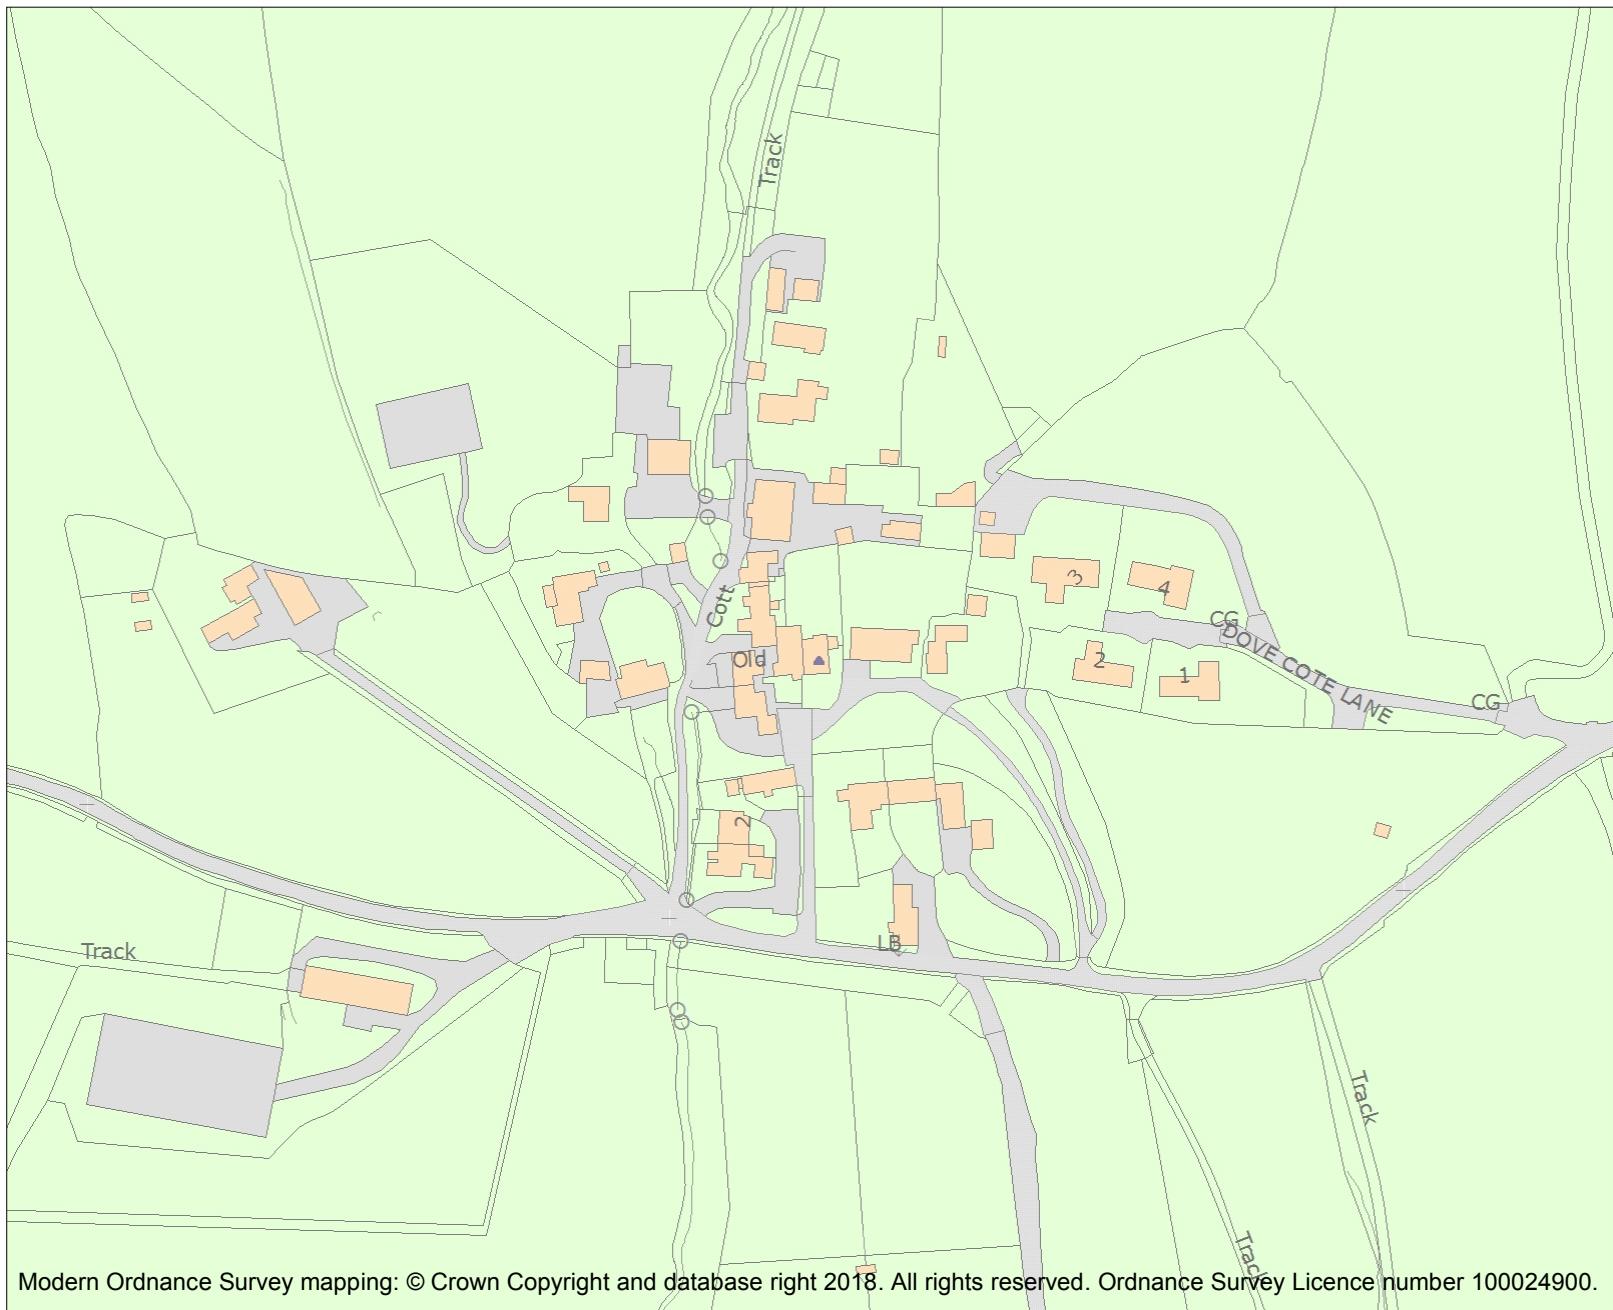 Track
3
4
CG
Cott
DOVE COTE LANE
Old
2
1
CG
2
LB
Track
Track
Track
Modern Ordnance Survey mapping: © Crown Copyright and database right 2018. All rights reserved. Ordnance Survey Licence number 100024900.